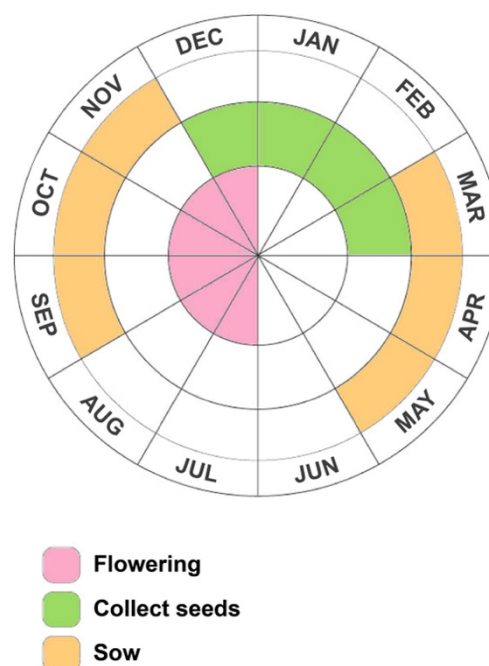 JAN
FEB
MAR
APR
MAY
JUN
JUL
AUG
SEP
OCT
NOV
DEC
Flowering
Collect seeds
Sow